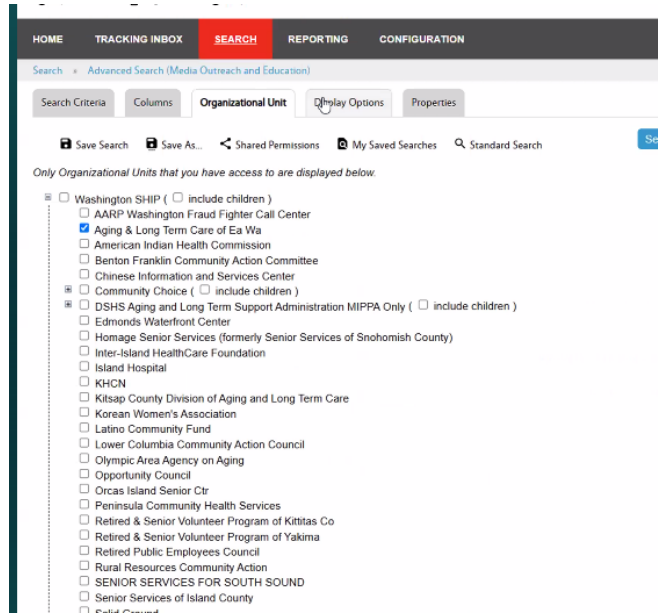 HOME TRACKING INBOX SEARCH REPORTING CONFIGURATION
Search » Advanced Search (Media Outreach and Education)
Search Criteria Columns Organizational Unit Display Options Properties
Save Search Save As... Shared Permissions My Saved Searches Standard Search Se
Only Organizational Units that you have access to are displayed below.
Washington SHIP ( include children )
AARP Washington Fraud Fighter Call Center
Aging & Long Term Care of Ea Wa
American Indian Health Commission
Benton Franklin Community Action Committee
Chinese Information and Services Center
Community Choice ( include children )
DSHS Aging and Long Term Support Administration MIPPA Only ( include children )
Edmonds Waterfront Center
Homage Senior Services (formerly Senior Services of Snohomish County)
Inter-Island HealthCare Foundation
Island Hospital
KHCN
Kitsap County Division of Aging and Long Term Care
Korean Women's Association
Latino Community Fund
Lower Columbia Community Action Council
Olympic Area Agency on Aging
Opportunity Council
Orcas Island Senior Ctr
Peninsula Community Health Services
Retired & Senior Volunteer Program of Kittitas Co
Retired & Senior Volunteer Program of Yakima
Retired Public Employees Council
Rural Resources Community Action
SENIOR SERVICES FOR SOUTH SOUND
Senior Services of Island County
Solid Ground